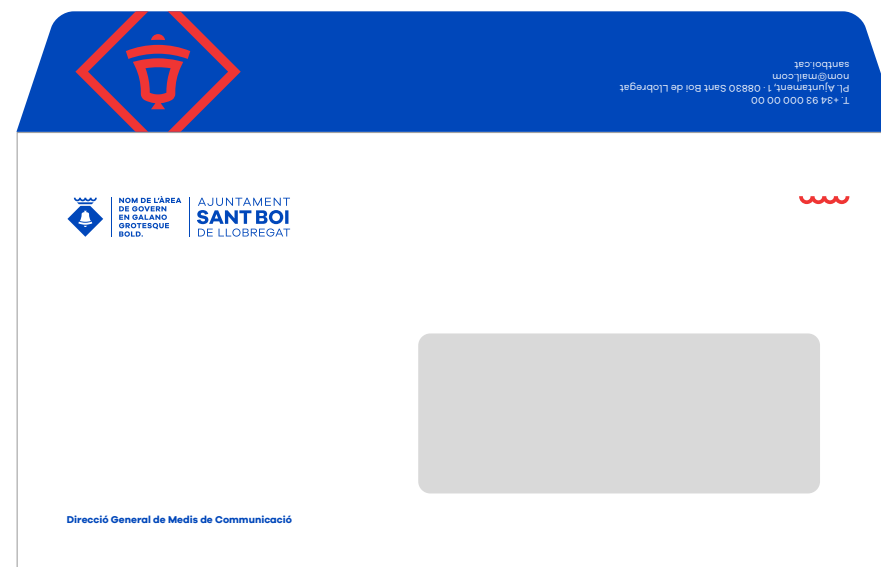 T. +34 93 000 00 00
Pl. Ajuntament, 1 · 08830 Sant Boi de Llobregat
nom@mail.com
santboi.cat
NOM DE L'ÀREA
DE GOVERN
EN GALANO
GROTESQUE
BOLD.
AJUNTAMENT
SANT BOI
DE LLOBREGAT
Direcció General de Medis de Communicació